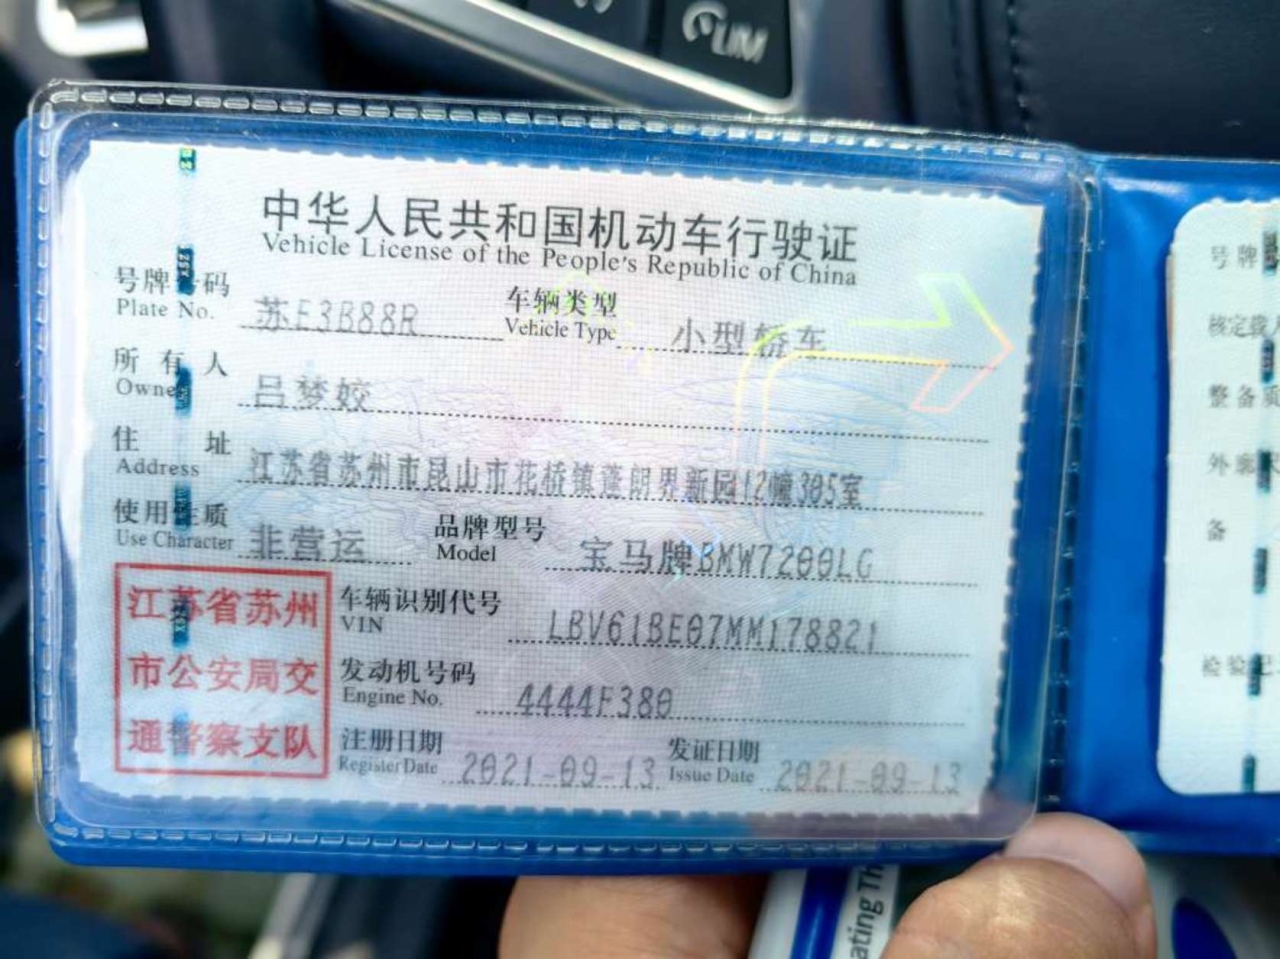 LIM
中华人民共和国机动车行驶证
Vehicle License of the People's Republic of China
号牌号码 苏E3B88R 车辆类型 小型轿车
Plate No. Vehicle Type
所有人 吕梦姣
Owner
住址 江苏省苏州市昆山市花桥镇蓬朗界新园12幢305室
Address
使用性质 非营运 品牌型号 宝马牌BMW7200LG
Use Character Model
江苏省苏州
市公安局交
通警察支队
车辆识别代号 LBV61BE07MM178821
VIN
发动机号码 4444F380
Engine No.
注册日期 2021-09-13 发证日期 2021-09-13
Register Date Issue Date
号牌
核定载
整备质
外廓
备
检验
ating Th